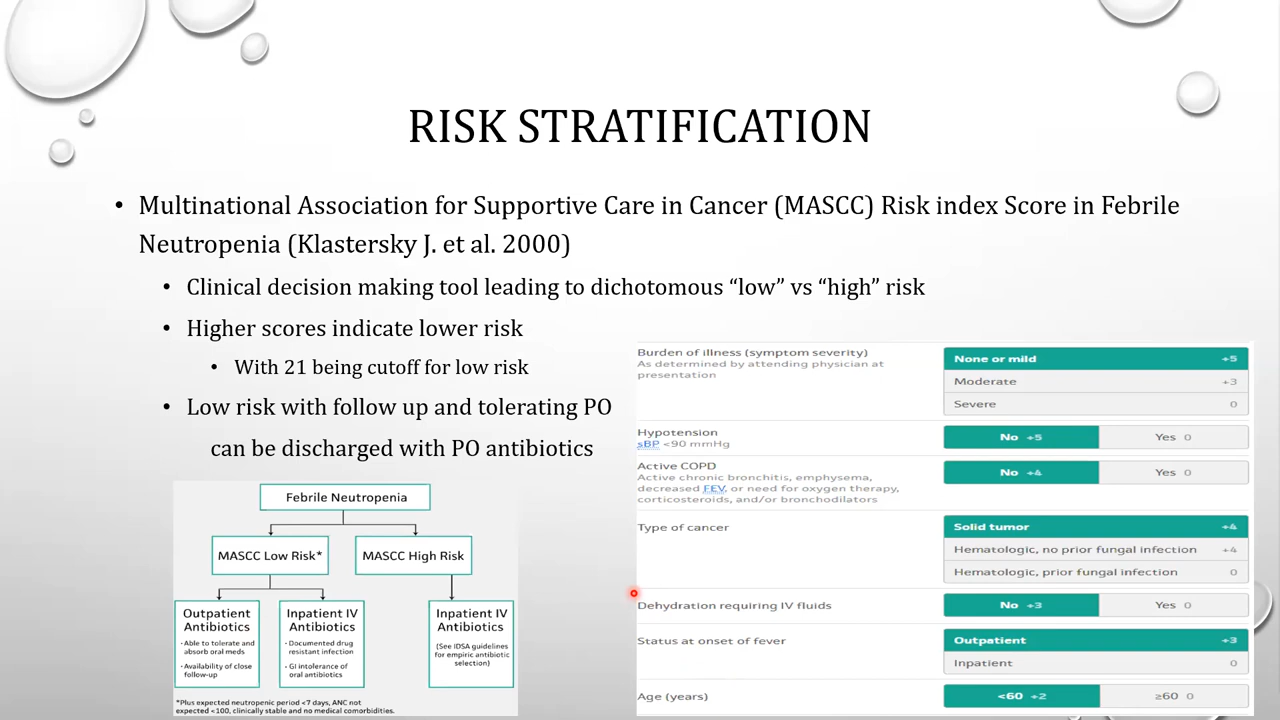 RISK STRATIFICATION
• Multinational Association for Supportive Care in Cancer (MASCC) Risk index Score in Febrile
Neutropenia (Klastersky J. et al. 2000)
• Clinical decision making tool leading to dichotomous “low” vs “high” risk
• Higher scores indicate lower risk
• With 21 being cutoff for low risk
• Low risk with follow up and tolerating PO
can be discharged with PO antibiotics
Febrile Neutropenia
MASCC Low Risk*
MASCC High Risk
Outpatient
Antibiotics
• Able to tolerate and
absorb oral meds
• Availability of close
follow-up
Inpatient IV
Antibiotics
• Documented drug
resistant infection
• GI intolerance of
oral antibiotics
Inpatient IV
Antibiotics
(See IDSA guidelines
for empiric antibiotic
selection)
*Plus expected neutropenic period <7 days, ANC not
expected <100, clinically stable and no medical comorbidities.
Burden of illness (symptom severity)
As determined by attending physician at
presentation
None or mild +5
Moderate +3
Severe 0
Hypotension
sBP <90 mmHg
No +5 Yes 0
Active COPD
Active chronic bronchitis, emphysema,
decreased FEV, or need for oxygen therapy,
corticosteroids, and/or bronchodilators
No +4 Yes 0
Type of cancer
Solid tumor +4
Hematologic, no prior fungal infection +4
Hematologic, prior fungal infection 0
Dehydration requiring IV fluids
No +3 Yes 0
Status at onset of fever
Outpatient +3
Inpatient 0
Age (years)
<60 +2 ≥60 0